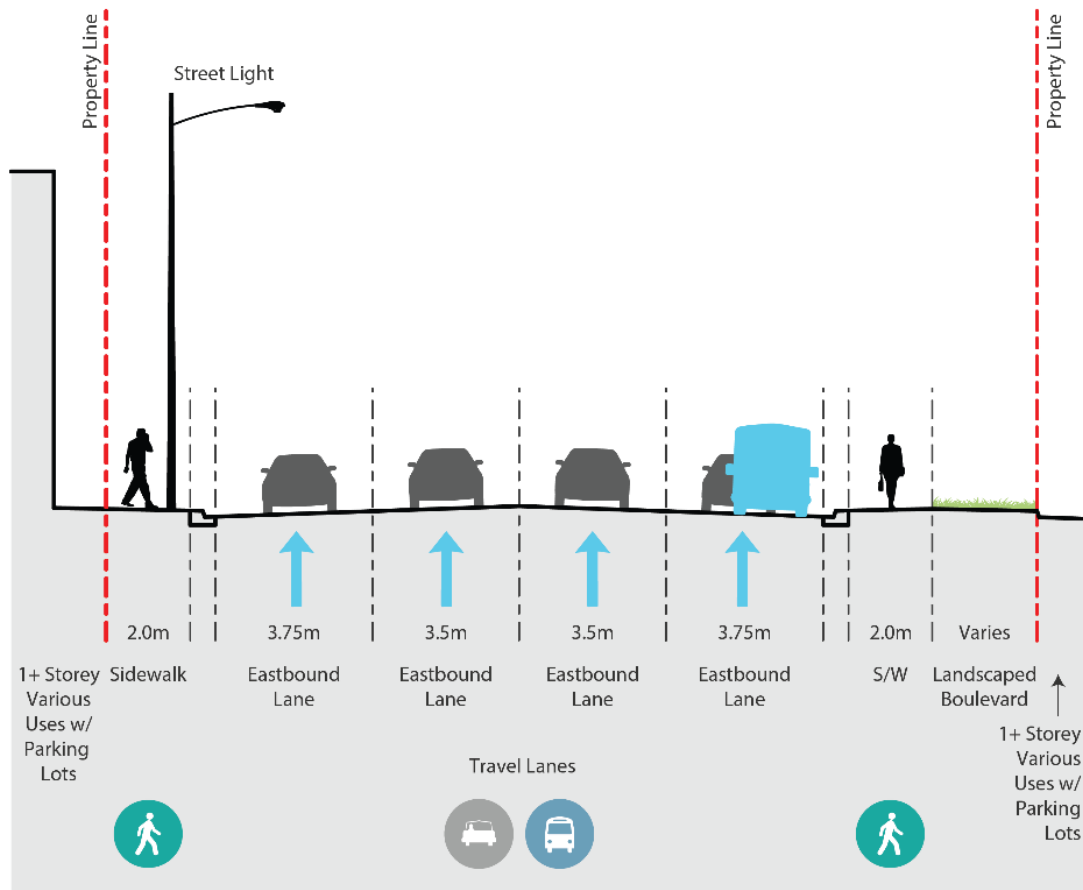 Property Line
Street Light
Property Line
2.0m
3.75m
3.5m
3.5m
3.75m
2.0m
Varies
1+ Storey
Various
Uses w/
Parking
Lots
Sidewalk
Eastbound
Lane
Eastbound
Lane
Eastbound
Lane
Eastbound
Lane
S/W
Landscaped
Boulevard
1+ Storey
Various
Uses w/
Parking
Lots
Travel Lanes